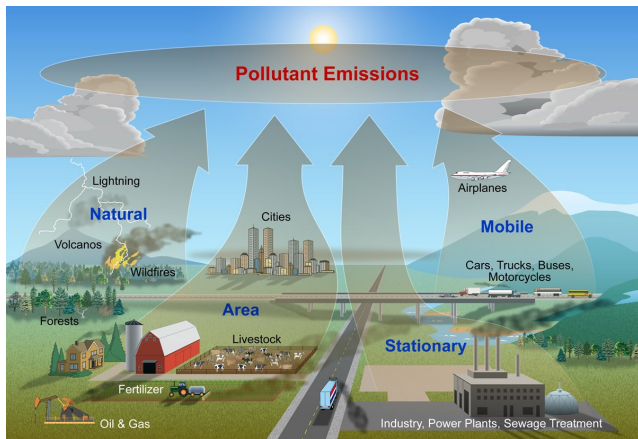 Pollutant Emissions
Lightning
Airplanes
Natural
Cities
Mobile
Volcanos
Wildfires
Cars, Trucks, Buses,
Motorcycles
Forests
Area
Livestock
Stationary
Fertilizer
Oil & Gas
Industry, Power Plants, Sewage Treatment